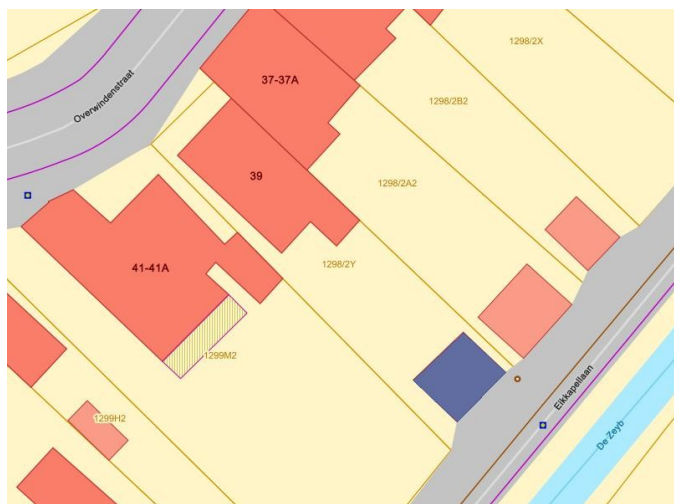 1298/2X
37-37A
Overwindenstraat
1298/2B2
39
1298/2A2
41-41A
1298/2Y
1299M2
Eikkapellaan
1299H2
De Zeyb